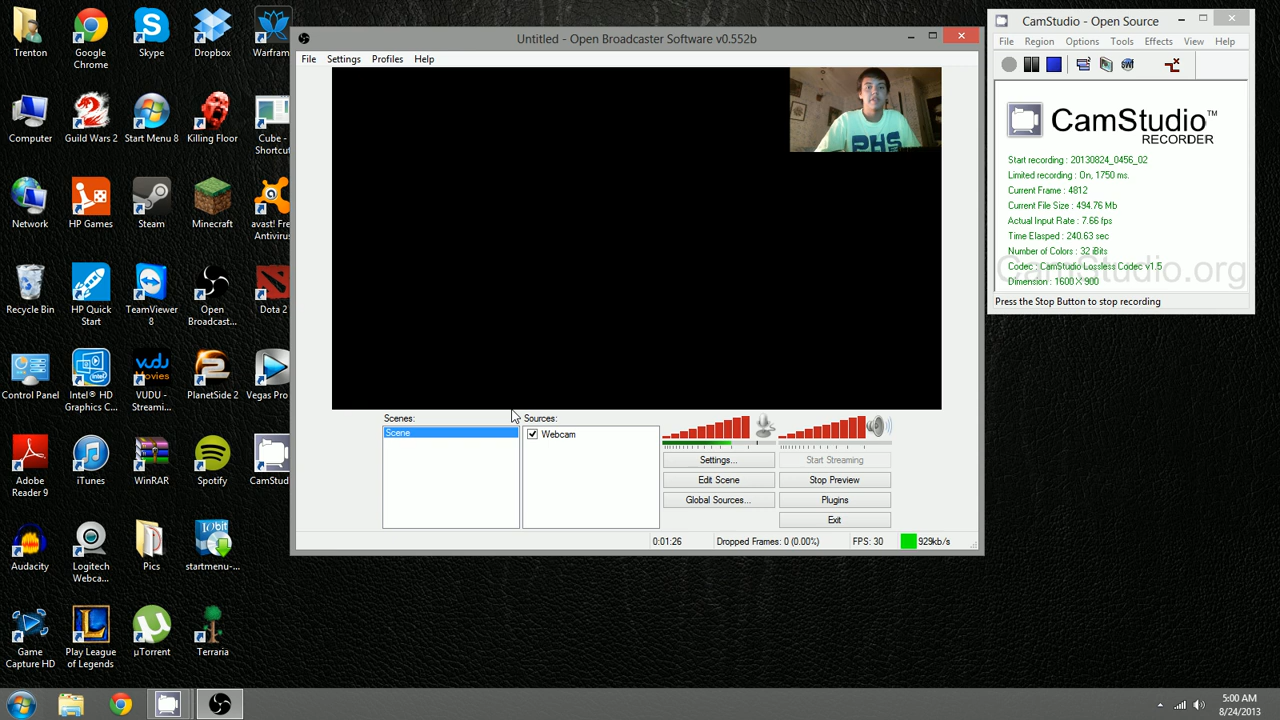 Trenton
Google
Chrome
Skype
Dropbox
Warfram
Computer
Guild Wars 2
Start Menu 8
Killing Floor
Cube -
Shortcu
Network
HP Games
Steam
Minecraft
avast! Fre
Antivirus
Recycle Bin
HP Quick
Start
TeamViewer
8
Open
Broadcast...
Dota 2
Control Panel
Intel® HD
Graphics C...
VUDU -
Streami...
PlanetSide 2
Vegas Pro
Adobe
Reader 9
iTunes
WinRAR
Spotify
CamStud
Audacity
Logitech
Webca...
Pics
startmenu-...
Game
Capture HD
Play League
of Legends
µTorrent
Terraria
Untitled - Open Broadcaster Software v0.552b
File Settings Profiles Help
PHS
Scenes:
Sources:
Scene
Webcam
Settings...
Start Streaming
Edit Scene
Stop Preview
Global Sources...
Plugins
Exit
0:01:26
Dropped Frames: 0 (0.00%)
FPS: 30
929kb/s
CamStudio - Open Source
File Region Options Tools Effects View Help
CamStudio™
RECORDER
Start recording : 20130824_0456_02
Limited recording : On, 1750 ms.
Current Frame : 4812
Current File Size : 494.76 Mb
Actual Input Rate : 7.66 fps
Time Elasped : 240.63 sec
Number of Colors : 32 iBits
Codec : CamStudio Lossless Codec v1.5
CamStudio.org
Dimension : 1600 X 900
Press the Stop Button to stop recording
5:00 AM
8/24/2013